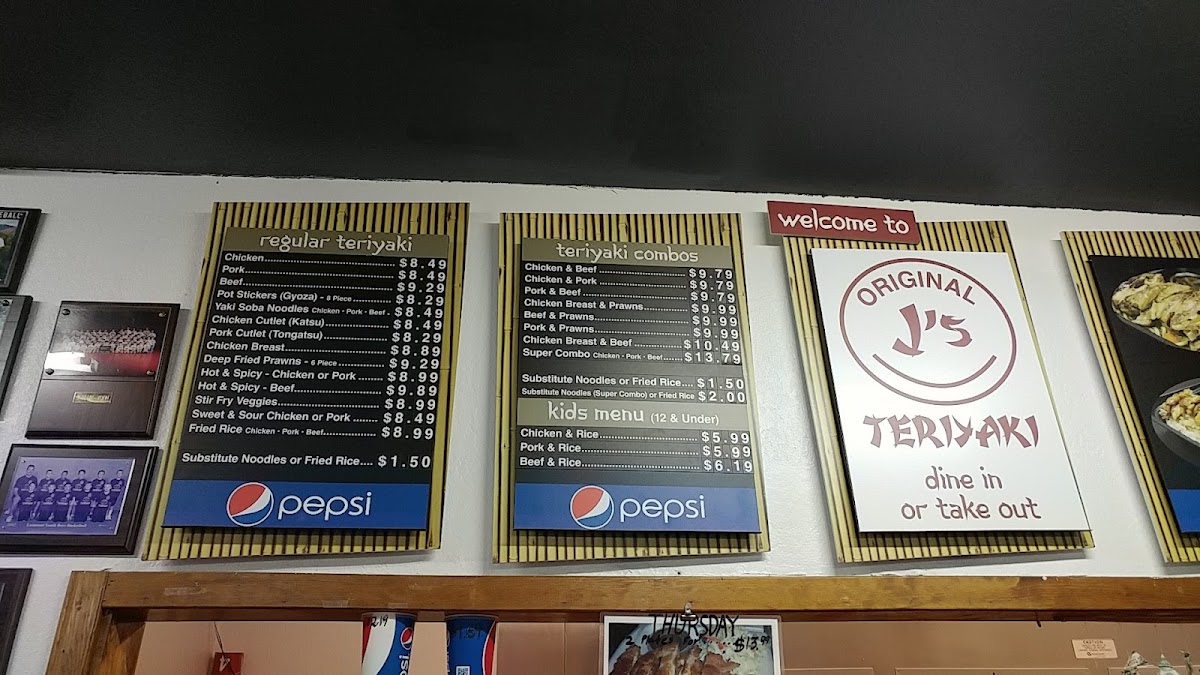 regular teriyaki
Chicken $8.49
Pork $8.49
Beef $9.29
Pot Stickers (Gyoza) - 8 Piece $8.29
Yaki Soba Noodles Chicken - Pork - Beef $8.49
Chicken Cutlet (Katsu) $8.49
Pork Cutlet (Tongatsu) $8.29
Chicken Breast $8.89
Deep Fried Prawns - 6 Piece $9.29
Hot & Spicy - Chicken or Pork $8.99
Hot & Spicy - Beef $9.89
Stir Fry Veggies $8.99
Sweet & Sour Chicken or Pork $8.49
Fried Rice Chicken - Pork - Beef $8.99
Substitute Noodles or Fried Rice $1.50
pepsi
teriyaki combos
Chicken & Beef $9.79
Chicken & Pork $9.79
Pork & Beef $9.79
Chicken Breast & Prawns $9.99
Beef & Prawns $9.99
Pork & Prawns $9.99
Chicken Breast & Beef $10.49
Super Combo Chicken - Pork - Beef $13.79
Substitute Noodles or Fried Rice $1.50
Substitute Noodles (Super Combo) or Fried Rice $2.00
kids menu (12 & Under)
Chicken & Rice $5.99
Pork & Rice $5.99
Beef & Rice $6.19
pepsi
welcome to
ORIGINAL
J's
TERIYAKI
dine in
or take out
THURSDAY
$13.99
$2.19
4
CAUTION